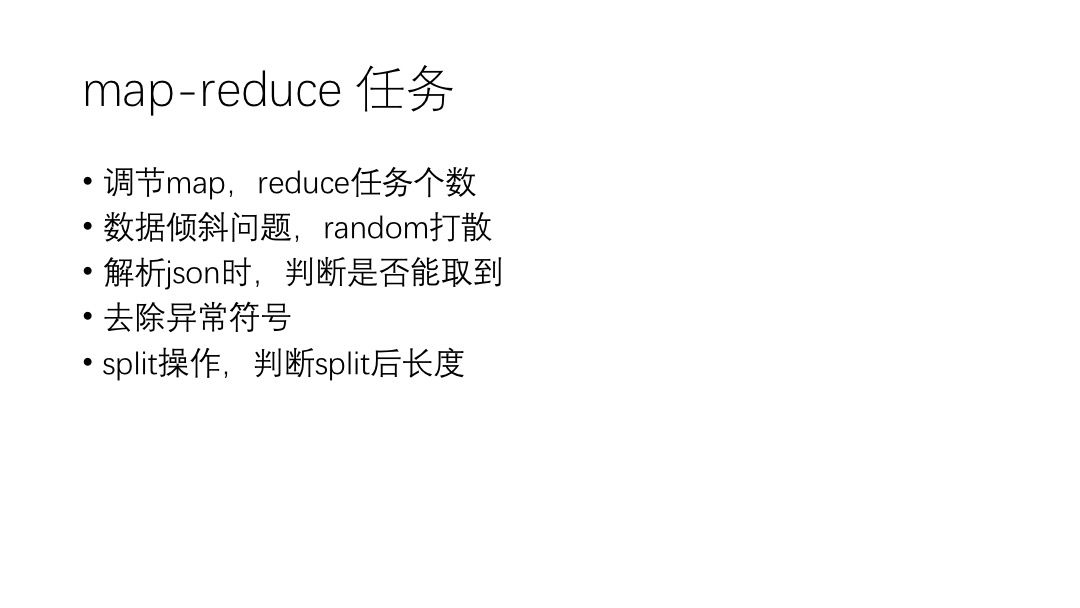 map-reduce 任务
• 调节map，reduce任务个数
• 数据倾斜问题，random打散
• 解析json时，判断是否能取到
• 去除异常符号
• split操作，判断split后长度